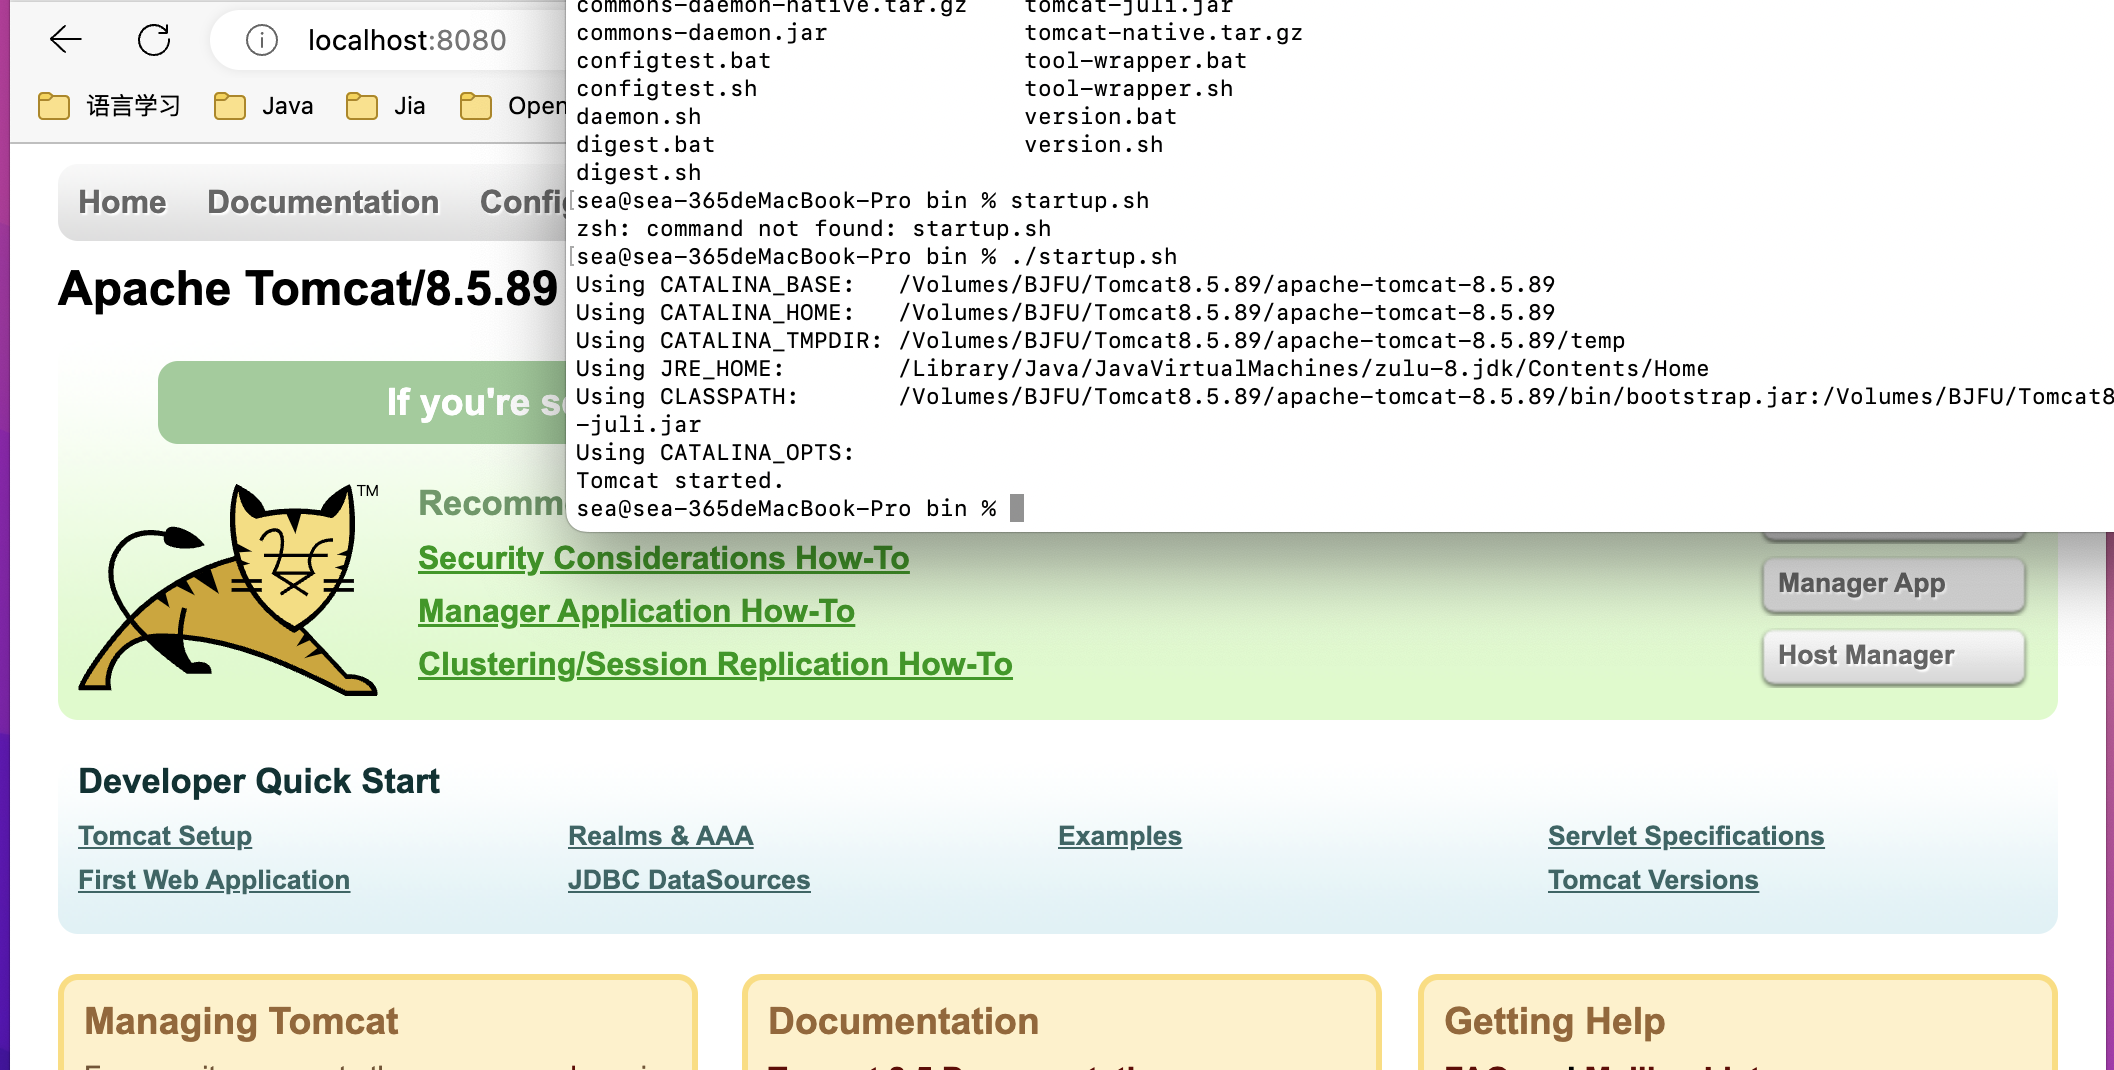 localhost:8080
语言学习 Java Jia Open
Home Documentation Config
Apache Tomcat/8.5.89
If you're se
TM
Recomm
Security Considerations How-To
Manager Application How-To
Clustering/Session Replication How-To
Manager App
Host Manager
commons-daemon-native.tar.gz tomcat-juli.jar
commons-daemon.jar tomcat-native.tar.gz
configtest.bat tool-wrapper.bat
configtest.sh tool-wrapper.sh
daemon.sh version.bat
digest.bat version.sh
digest.sh
[sea@sea-365deMacBook-Pro bin % startup.sh
zsh: command not found: startup.sh
[sea@sea-365deMacBook-Pro bin % ./startup.sh
Using CATALINA_BASE: /Volumes/BJFU/Tomcat8.5.89/apache-tomcat-8.5.89
Using CATALINA_HOME: /Volumes/BJFU/Tomcat8.5.89/apache-tomcat-8.5.89
Using CATALINA_TMPDIR: /Volumes/BJFU/Tomcat8.5.89/apache-tomcat-8.5.89/temp
Using JRE_HOME: /Library/Java/JavaVirtualMachines/zulu-8.jdk/Contents/Home
Using CLASSPATH: /Volumes/BJFU/Tomcat8.5.89/apache-tomcat-8.5.89/bin/bootstrap.jar:/Volumes/BJFU/Tomcat8
-juli.jar
Using CATALINA_OPTS:
Tomcat started.
sea@sea-365deMacBook-Pro bin %
Developer Quick Start
Tomcat Setup Realms & AAA Examples Servlet Specifications
First Web Application JDBC DataSources Tomcat Versions
Managing Tomcat Documentation Getting Help